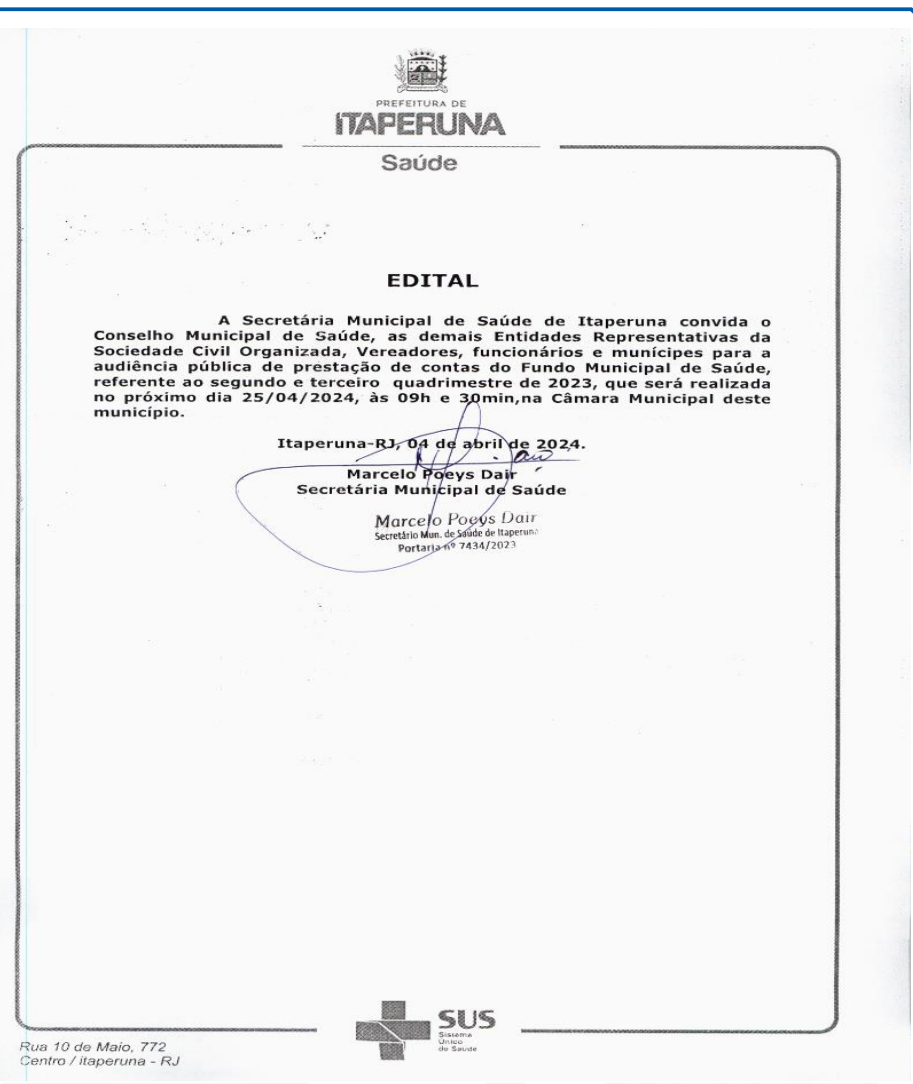 PREFEITURA DE
ITAPERUNA
Saúde
EDITAL
A Secretária Municipal de Saúde de Itaperuna convida o
Conselho Municipal de Saúde, as demais Entidades Representativas da
Sociedade Civil Organizada, Vereadores, funcionários e munícipes para a
audiência pública de prestação de contas do Fundo Municipal de Saúde,
referente ao segundo e terceiro quadrimestre de 2023, que será realizada
no próximo dia 25/04/2024, às 09h e 30min,na Câmara Municipal deste
município.
Itaperuna-RJ, 04 de abril de 2024.
Marcelo Poeys Dair
Secretária Municipal de Saúde
Marcelo Poeys Dair
Secretário Mun. de Saúde de Itaperuna
Portaria nº 7434/2023
SUS
Sistema
Único
de Saúde
Rua 10 de Maio, 772
Centro / itaperuna - RJ